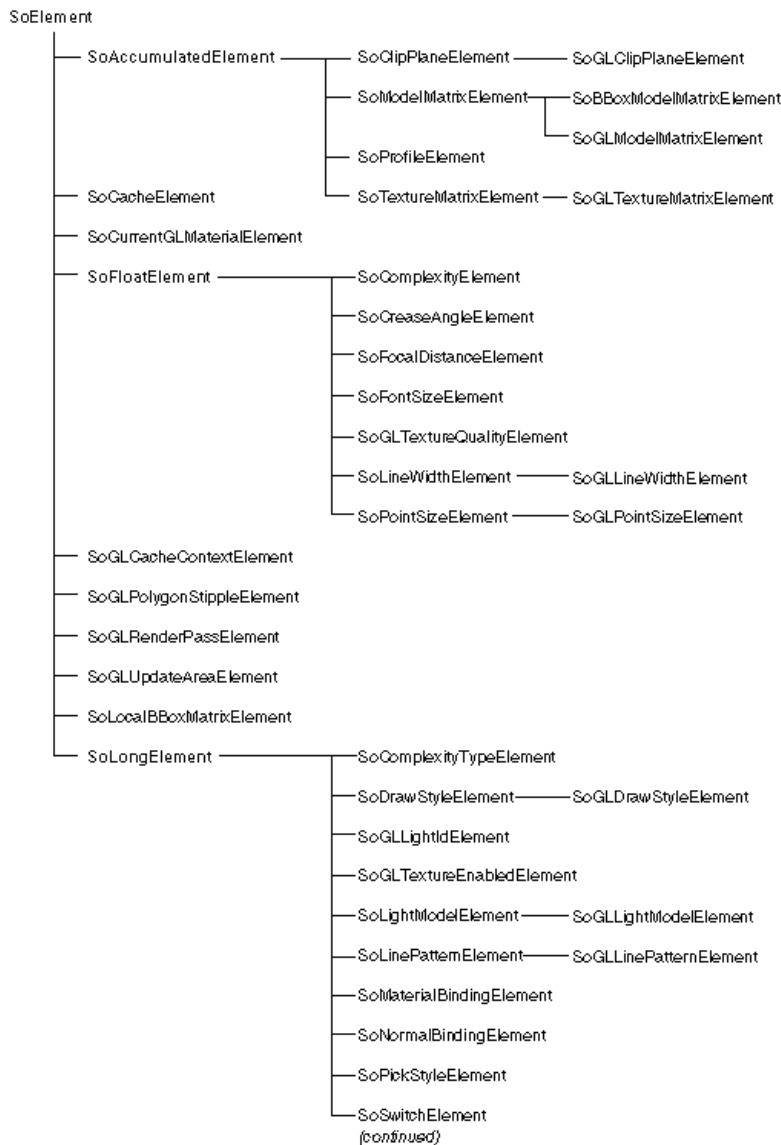 SoElement
SoAccumulatedElement SoClipPlaneElement SoGLClipPlaneElement
SoModelMatrixElement SoBBoxModelMatrixElement
SoGLModelMatrixElement
SoProfileElement
SoCacheElement SoTextureMatrixElement SoGLTextureMatrixElement
SoCurrentGLMaterialElement
SoFloatElement SoComplexityElement
SoCreaseAngleElement
SoFocalDistanceElement
SoFontSizeElement
SoGLTextureQualityElement
SoLineWidthElement SoGLLineWidthElement
SoPointSizeElement SoGLPointSizeElement
SoGLCacheContextElement
SoGLPolygonStippleElement
SoGLRenderPassElement
SoGLUpdateAreaElement
SoLocalBBoxMatrixElement
SoLongElement SoComplexityTypeElement
SoDrawStyleElement SoGLDrawStyleElement
SoGLLightIdElement
SoGLTextureEnabledElement
SoLightModelElement SoGLLightModelElement
SoLinePatternElement SoGLLinePatternElement
SoMaterialBindingElement
SoNormalBindingElement
SoPickStyleElement
SoSwitchElement
(continued)